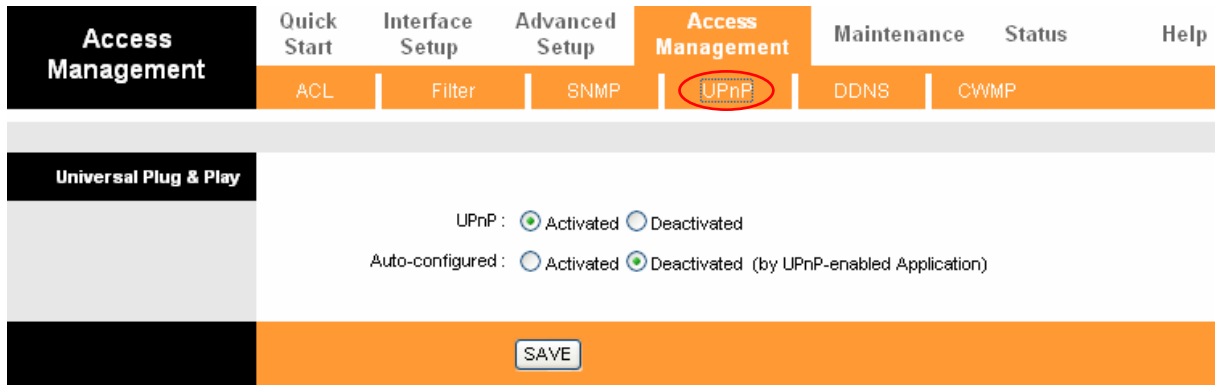 Access Management
Quick Start
Interface Setup
Advanced Setup
Access Management
Maintenance
Status
Help
ACL
Filter
SNMP
UPnP
DDNS
CWMP
Universal Plug & Play
UPnP : Activated Deactivated
Auto-configured : Activated Deactivated (by UPnP-enabled Application)
SAVE